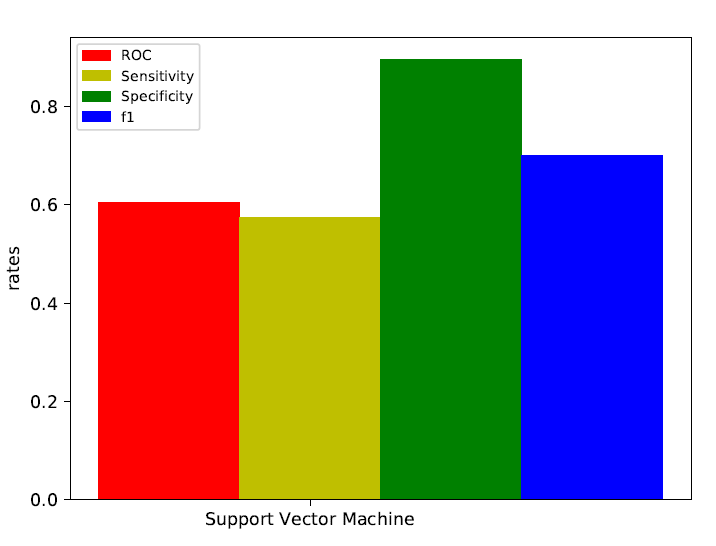 ROC
Sensitivity
Specificity
f1
0.8
0.6
0.4
0.2
0.0
rates
Support Vector Machine